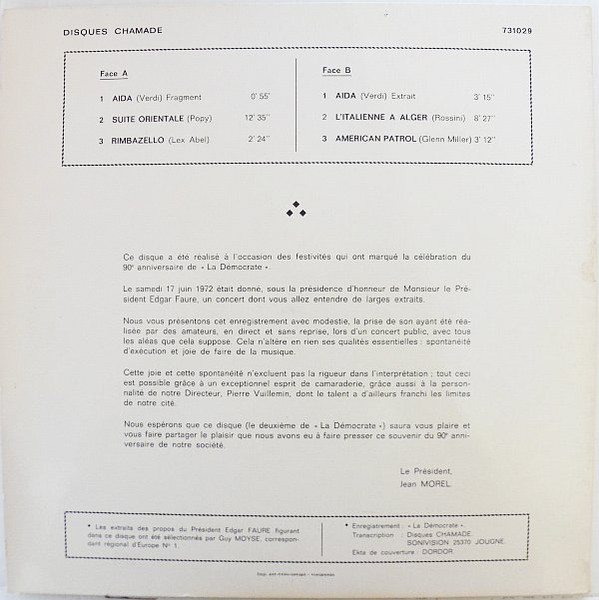 DISQUES CHAMADE 731029
Face A
1 AIDA (Verdi) Fragment 0' 55"
2 SUITE ORIENTALE (Popy) 12' 35"
3 RIMBAZELLO (Lex Abel) 2' 24"
Face B
1 AIDA (Verdi) Extrait 3' 15"
2 L'ITALIENNE A ALGER (Rossini) 8' 27"
3 AMERICAN PATROL (Glenn Miller) 3' 12"
Ce disque a été réalisé à l'occasion des festivités qui ont marqué la célébration du
90e anniversaire de « La Démocrate ».
Le samedi 17 juin 1972 était donné, sous la présidence d'honneur de Monsieur le Pré-
sident Edgar Faure, un concert dont vous allez entendre de larges extraits.
Nous vous présentons cet enregistrement avec modestie, la prise de son ayant été réa-
lisée par des amateurs, en direct et sans reprise, lors d'un concert public, avec tous
les aléas que cela suppose. Cela n'altère en rien ses qualités essentielles : spontanéité
d'exécution et joie de faire de la musique.
Cette joie et cette spontanéité n'excluent pas la rigueur dans l'interprétation ; tout ceci
est possible grâce à un exceptionnel esprit de camaraderie, grâce aussi à la person-
nalité de notre Directeur, Pierre Vuillemin, dont le talent a d'ailleurs franchi les limites
de notre cité.
Nous espérons que ce disque (le deuxième de « La Démocrate ») saura vous plaire et
vous faire partager le plaisir que nous avons eu à faire presser ce souvenir du 90e anni-
versaire de notre société.
Le Président,
Jean MOREL
* Les extraits des propos du Président Edgar FAURE figurant
dans ce disque ont été sélectionnés par Guy MOYSE, correspon-
dant régional d'Europe N° 1.
* Enregistrement : « La Démocrate ».
Transcription : Disques CHAMADE.
SONIVISION 25370 JOUGNE.
Ekta de couverture : DORDOR.